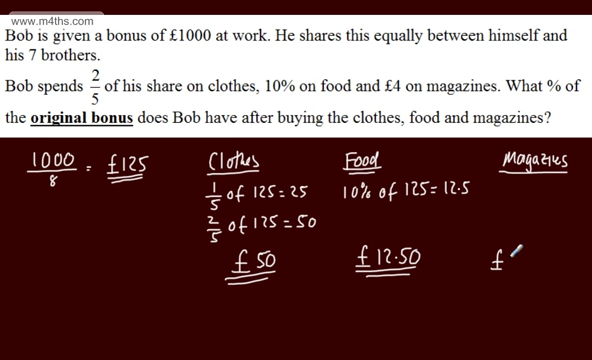 www.m4ths.com
Bob is given a bonus of £1000 at work. He shares this equally between himself and
his 7 brothers.
Bob spends 2/5 of his share on clothes, 10% on food and £4 on magazines. What % of
the original bonus does Bob have after buying the clothes, food and magazines?
1000/8 = £125
Clothes
Food
Magazines
1/5 of 125 = 25
10% of 125 = 12.5
2/5 of 125 = 50
£50
£12.50
£